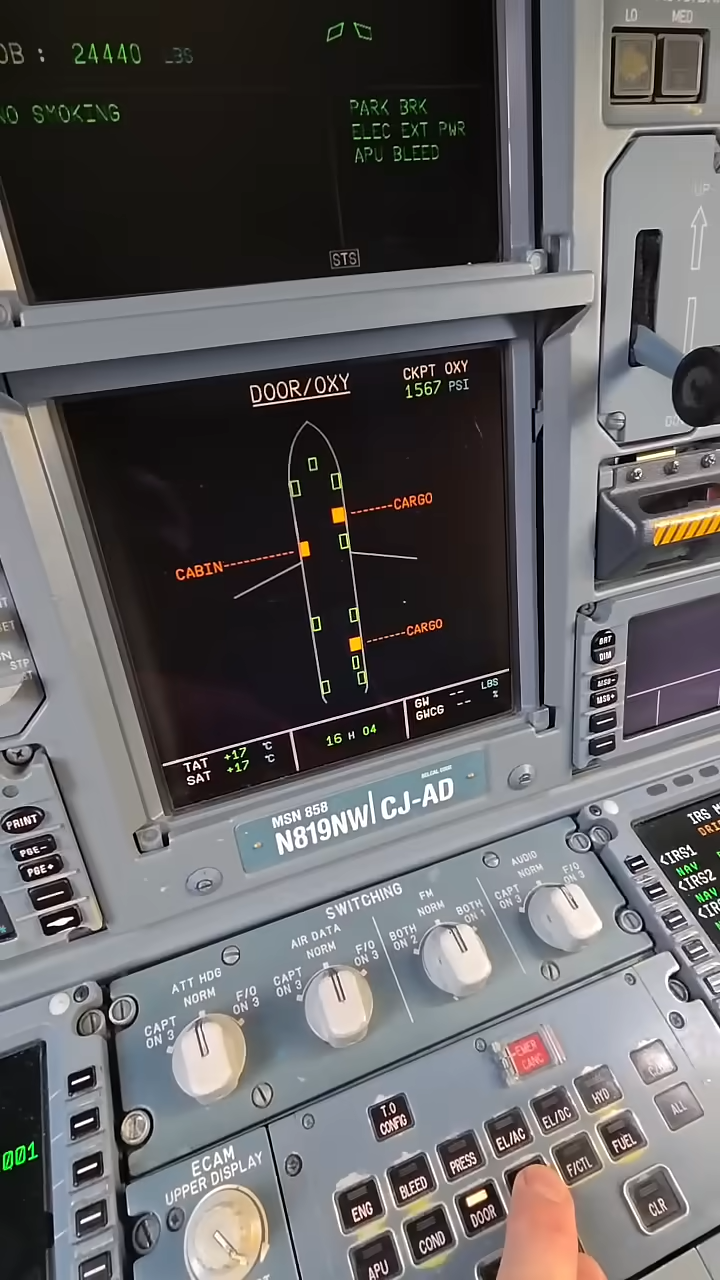 OB : 24440 LBS
NO SMOKING
PARK BRK
ELEC EXT PWR
APU BLEED
STS
LO MED
UP
DOOR/OXY
CKPT OXY
1567 PSI
CARGO
CABIN
CARGO
TAT +17 °C
SAT +17 °C
16 H 04
GW -- LBS
GWCG -- %
BRT
DIM
MSG-
MSG+
MSN 858
N819NW CJ-AD
PRINT
PGE-
PGE+
SWITCHING
ATT HDG
NORM
CAPT ON 3
F/O ON 3
AIR DATA
NORM
CAPT ON 3
F/O ON 3
FM
NORM
BOTH ON 2
BOTH ON 1
AUDIO
NORM
CAPT ON 3
F/O ON 3
<IRS1
NAV
<IRS2
NAV
001
ECAM
UPPER DISPLAY
EMER
CANC
T.O
CONFIG
ENG
BLEED
PRESS
EL/AC
EL/DC
HYD
APU
COND
DOOR
F/CTL
FUEL
ALL
CLR